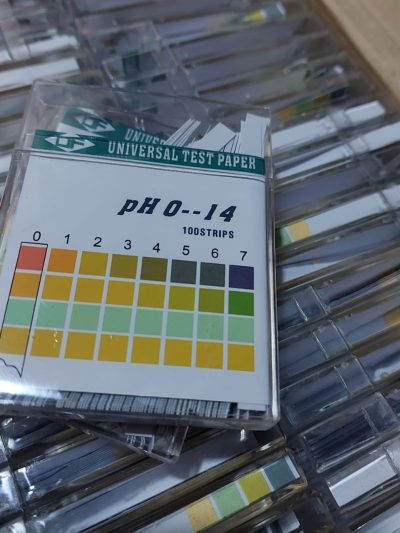 UNIVERSAL TEST PAPER
pH 0--14
100STRIPS
0 1 2 3 4 5 6 7